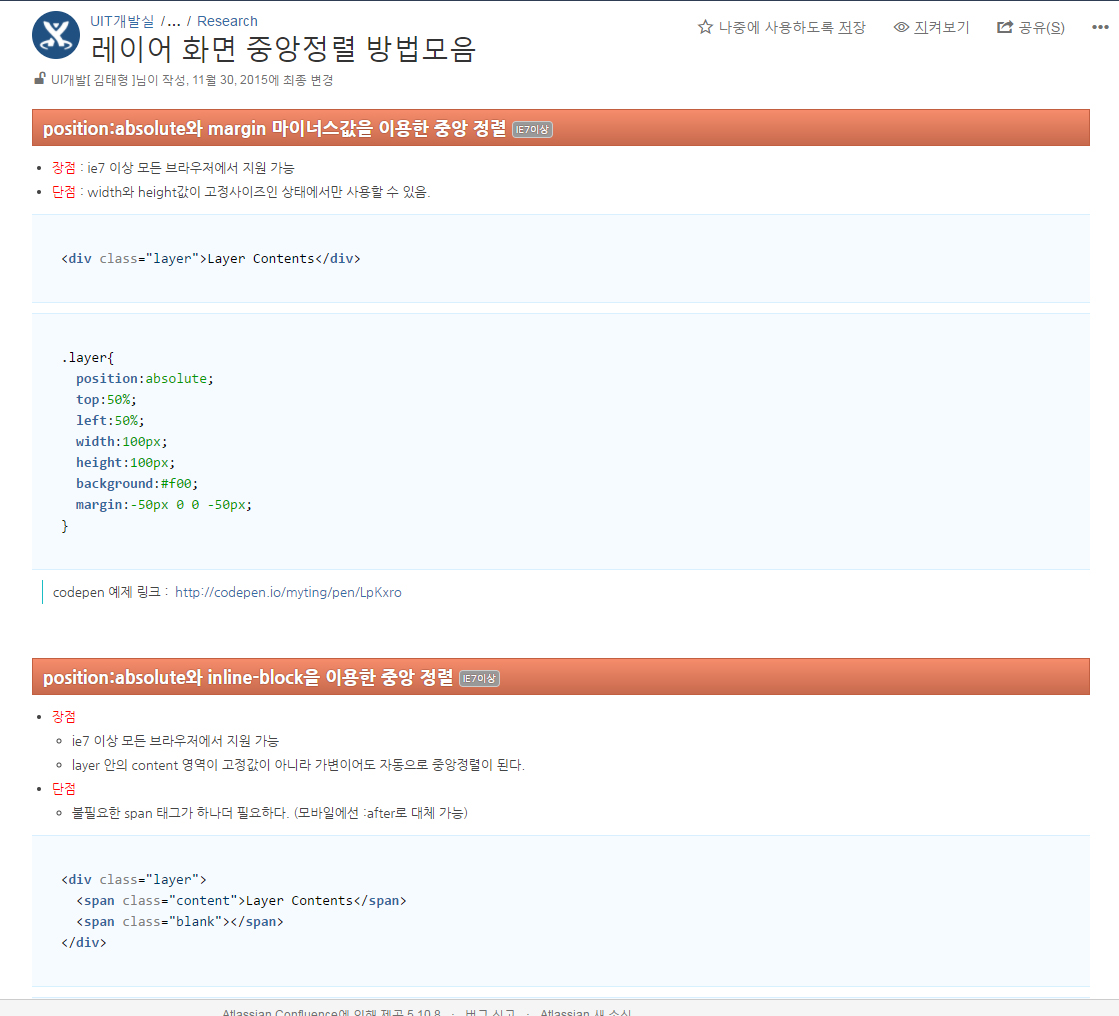 UIT개발실 /... / Research
나중에 사용하도록 저장 지켜보기 공유(S) •••
레이어 화면 중앙정렬 방법모음
UI개발[ 김태형 ]님이 작성, 11월 30, 2015에 최종 변경
position:absolute와 margin 마이너스값을 이용한 중앙 정렬 IE7이상
• 장점 : ie7 이상 모든 브라우저에서 지원 가능
• 단점 : width와 height값이 고정사이즈인 상태에서만 사용할 수 있음.
<div class="layer">Layer Contents</div>
.layer{
position:absolute;
top:50%;
left:50%;
width:100px;
height:100px;
background:#f00;
margin:-50px 0 0 -50px;
}
codepen 예제 링크 : http://codepen.io/myting/pen/LpKxro
position:absolute와 inline-block을 이용한 중앙 정렬 IE7이상
• 장점
◦ ie7 이상 모든 브라우저에서 지원 가능
◦ layer 안의 content 영역이 고정값이 아니라 가변이어도 자동으로 중앙정렬이 된다.
• 단점
◦ 불필요한 span 태그가 하나더 필요하다. (모바일에선 :after로 대체 가능)
<div class="layer">
<span class="content">Layer Contents</span>
<span class="blank"></span>
</div>
Atlassian Confluence에 의해 제공 5.10.8 · 버그 신고 · Atlassian 새 소식